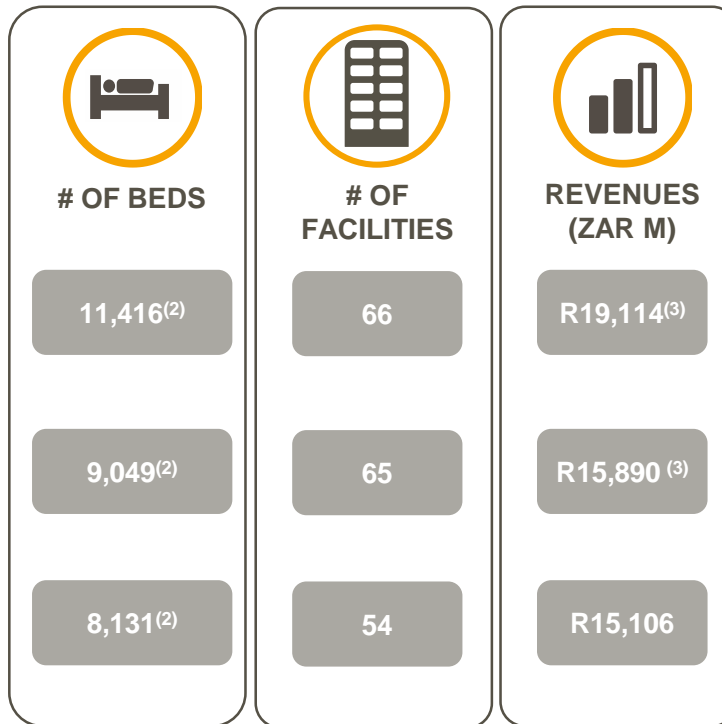 # OF BEDS
# OF
FACILITIES
REVENUES
(ZAR M)
11,416(2)
66
R19,114(3)
9,049(2)
65
R15,890 (3)
8,131(2)
54
R15,106